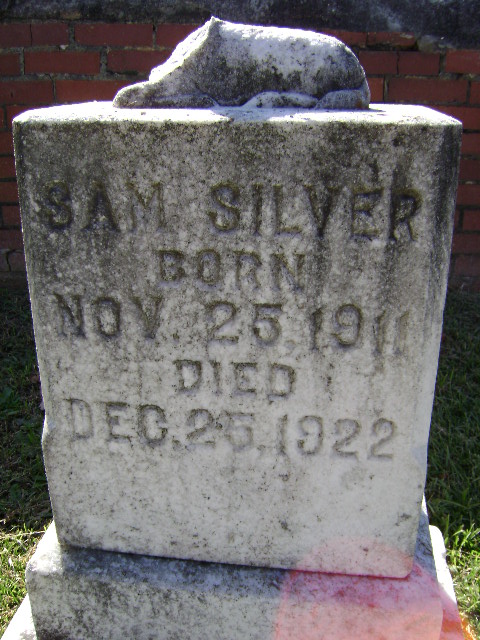 SAM SILVER
BORN
NOV. 25, 1911
DIED
DEC. 25, 1922